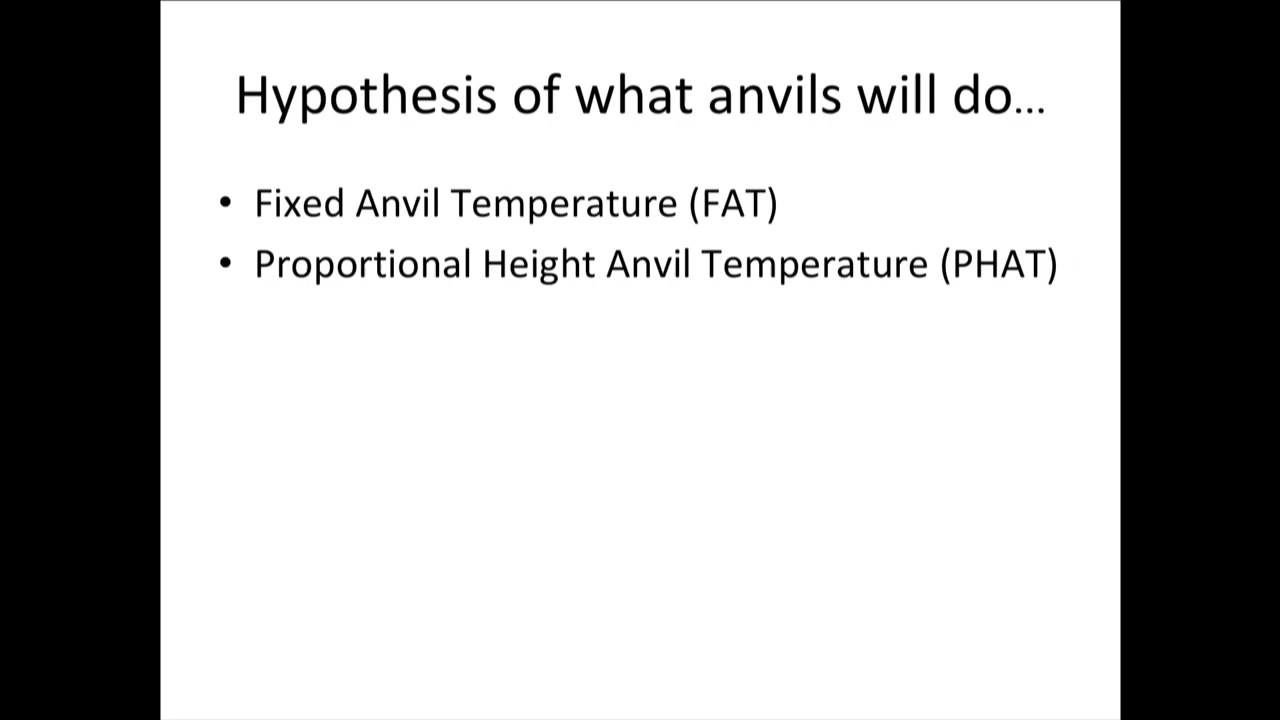 Hypothesis of what anvils will do...
• Fixed Anvil Temperature (FAT)
• Proportional Height Anvil Temperature (PHAT)